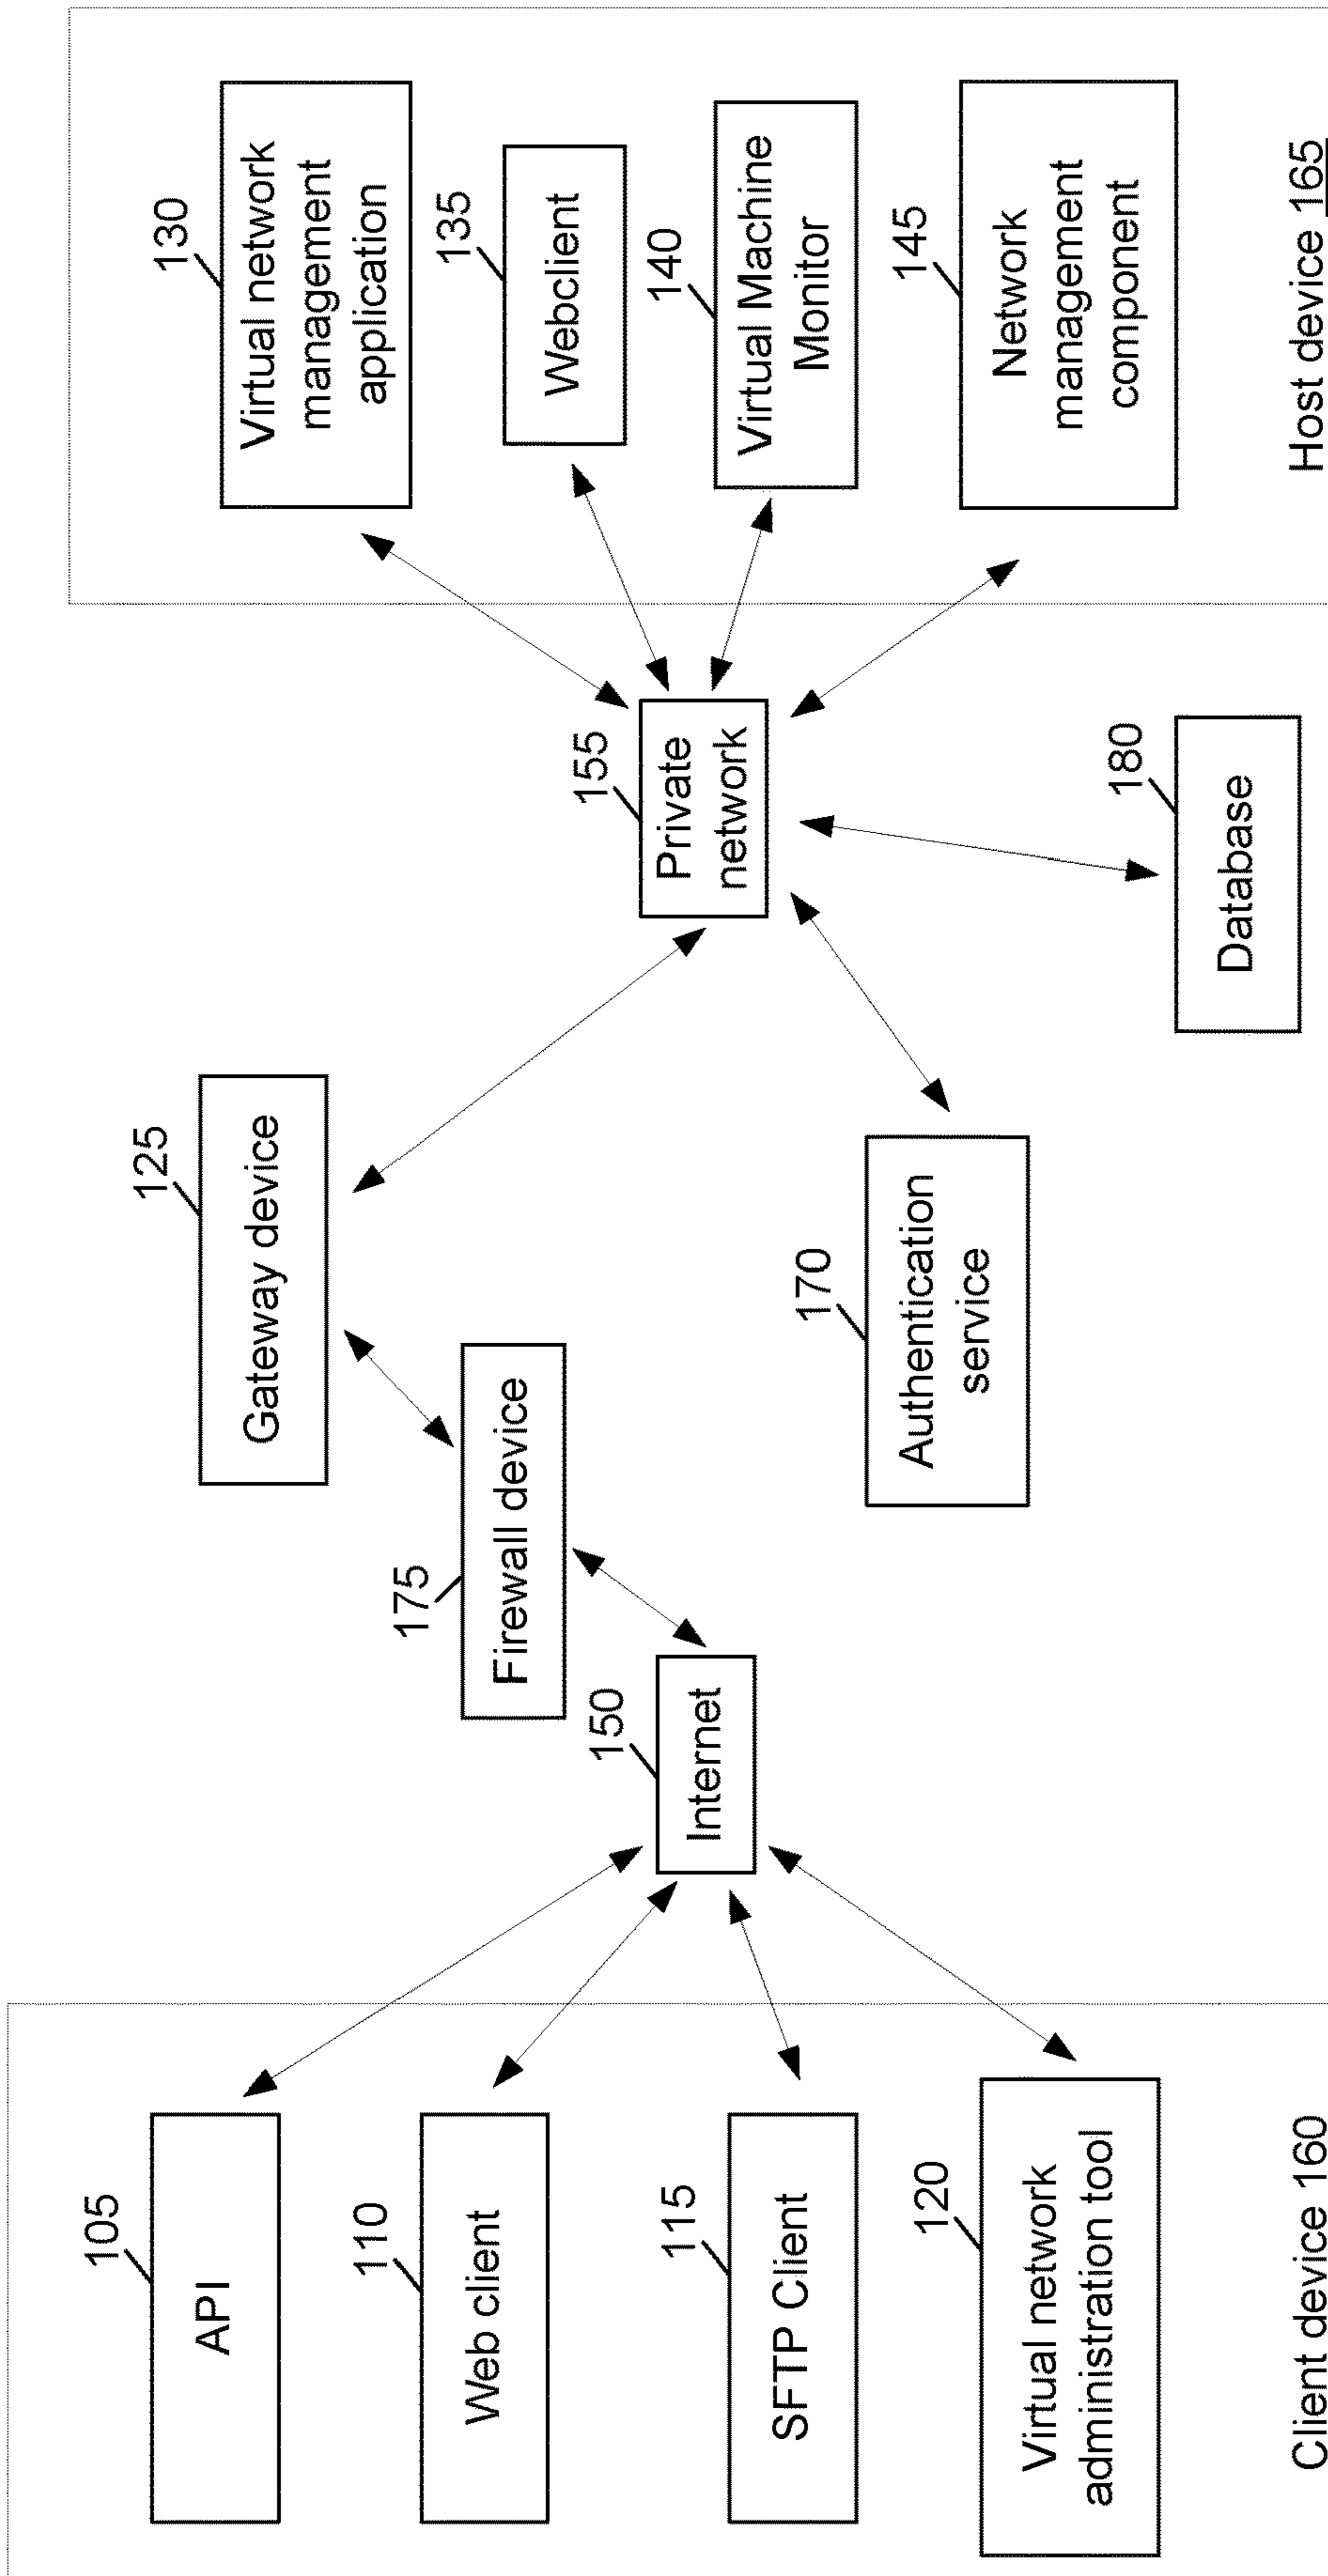 105
API
110
Web client
115
SFTP Client
120
Virtual network
administration tool
Client device 160
150
Internet
175
Firewall device
125
Gateway device
170
Authentication
service
155
Private
network
180
Database
130
Virtual network
management
application
135
Webclient
140
Virtual Machine
Monitor
145
Network
management
component
Host device 165